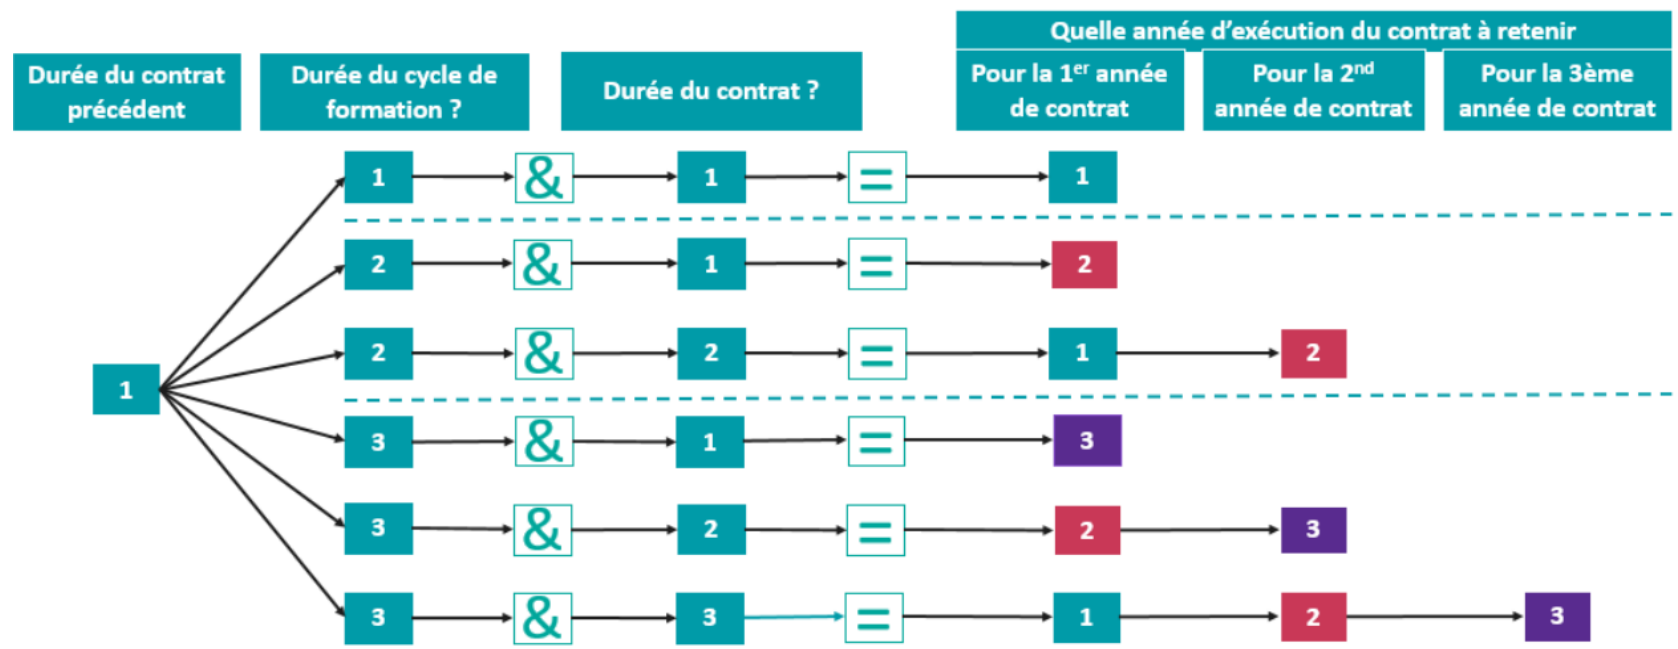 Quelle année d'exécution du contrat à retenir
Durée du contrat
précédent
Durée du cycle de
formation ?
Durée du contrat ?
Pour la 1er année
de contrat
Pour la 2nd
année de contrat
Pour la 3ème
année de contrat
1 & 1 = 1
2 & 1 = 2
2 & 2 = 1 2
1
3 & 1 = 3
3 & 2 = 2 3
3 & 3 = 1 2 3